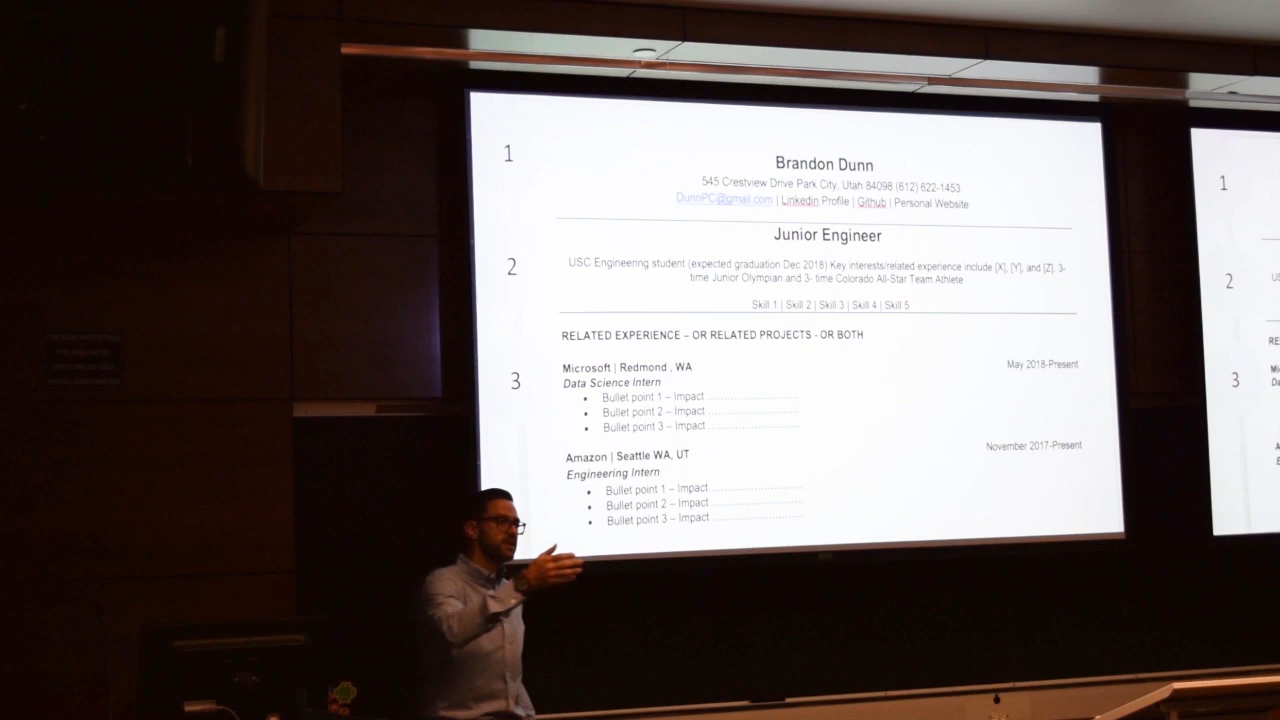 1
Brandon Dunn
545 Crestview Drive Park City, Utah 84098 (612) 622-1453
DunnPC@gmail.com | Linkedin Profile | Github | Personal Website
Junior Engineer
2
USC Engineering student (expected graduation Dec 2018) Key interests/related experience include [X], [Y], and [Z]. 3-
time Junior Olympian and 3- time Colorado All-Star Team Athlete
Skill 1 | Skill 2 | Skill 3 | Skill 4 | Skill 5
RELATED EXPERIENCE – OR RELATED PROJECTS - OR BOTH
3
Microsoft | Redmond , WA May 2018-Present
Data Science Intern
• Bullet point 1 – Impact ............................
• Bullet point 2 – Impact ............................
• Bullet point 3 – Impact ............................
Amazon | Seattle WA, UT November 2017-Present
Engineering Intern
• Bullet point 1 – Impact ............................
• Bullet point 2 – Impact ............................
• Bullet point 3 – Impact ............................
1
2
US
RE
3